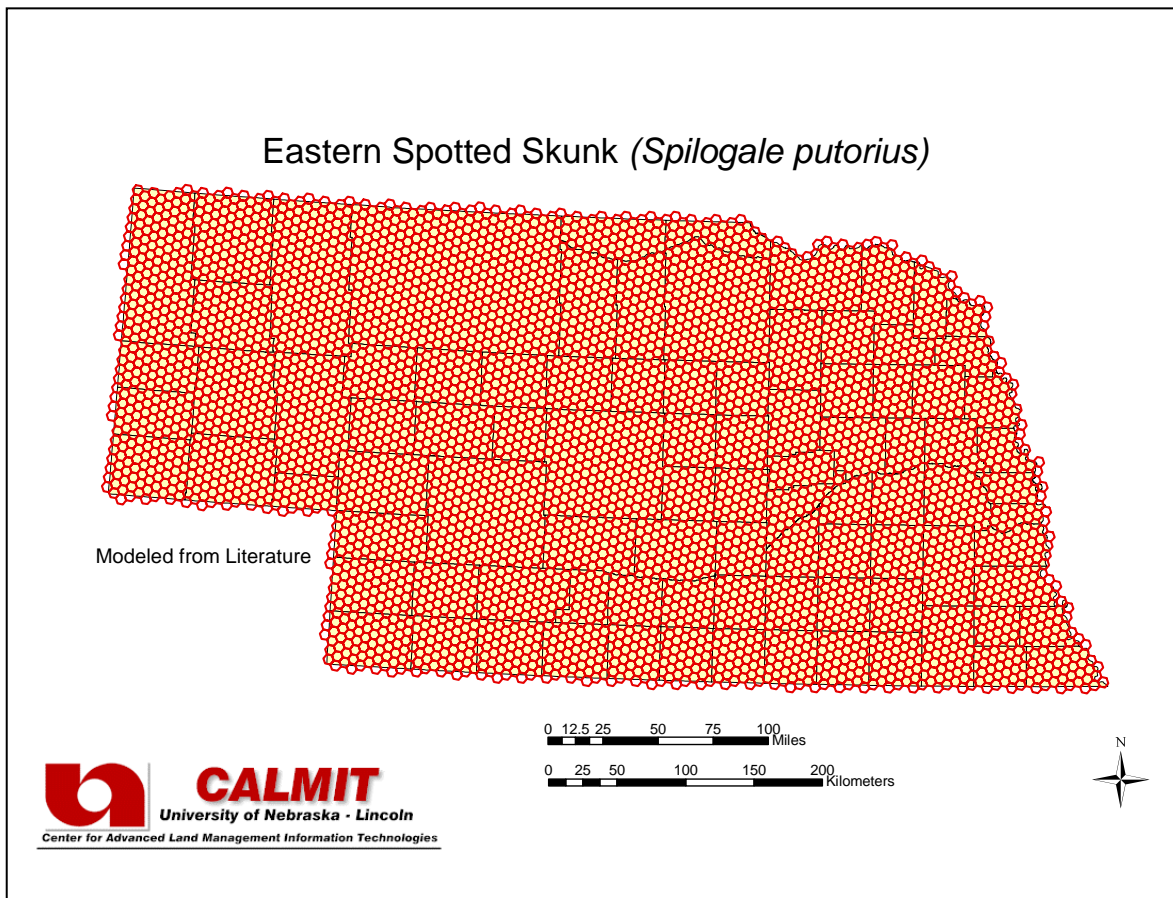 Eastern Spotted Skunk (Spilogale putorius)
Modeled from Literature
0 12.5 25 50 75 100
Miles
0 25 50 100 150 200
Kilometers
N
CALMIT
University of Nebraska - Lincoln
Center for Advanced Land Management Information Technologies